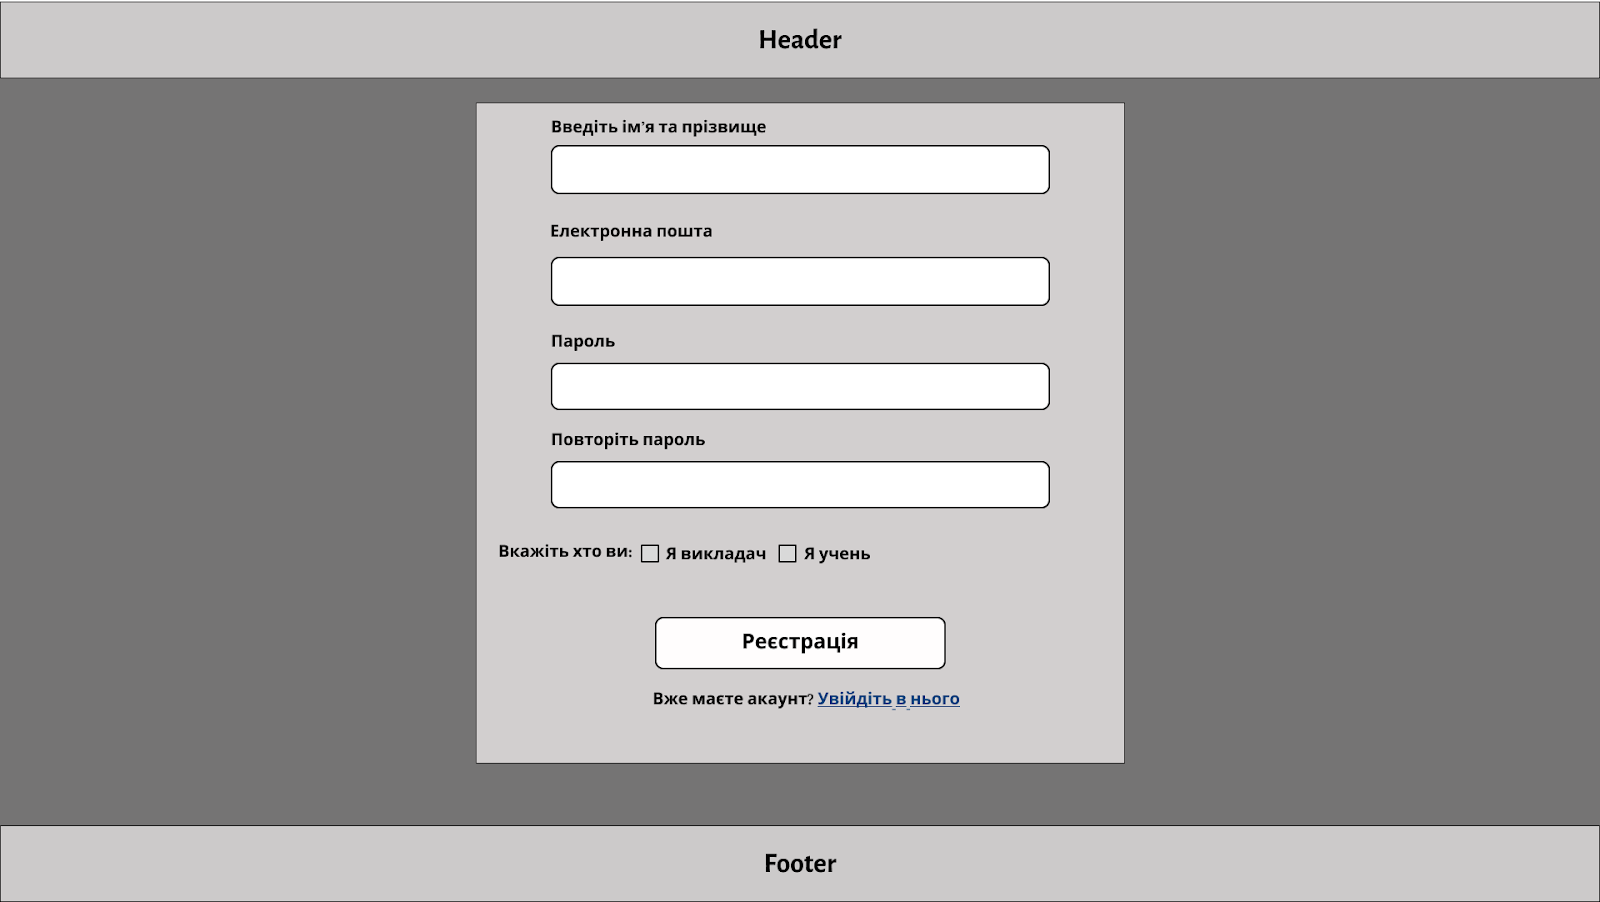 Header
Введіть ім'я та прізвище
Електронна пошта
Пароль
Повторіть пароль
Вкажіть хто ви: Я викладач Я учень
Реєстрація
Вже маєте акаунт? Увійдіть в нього
Footer